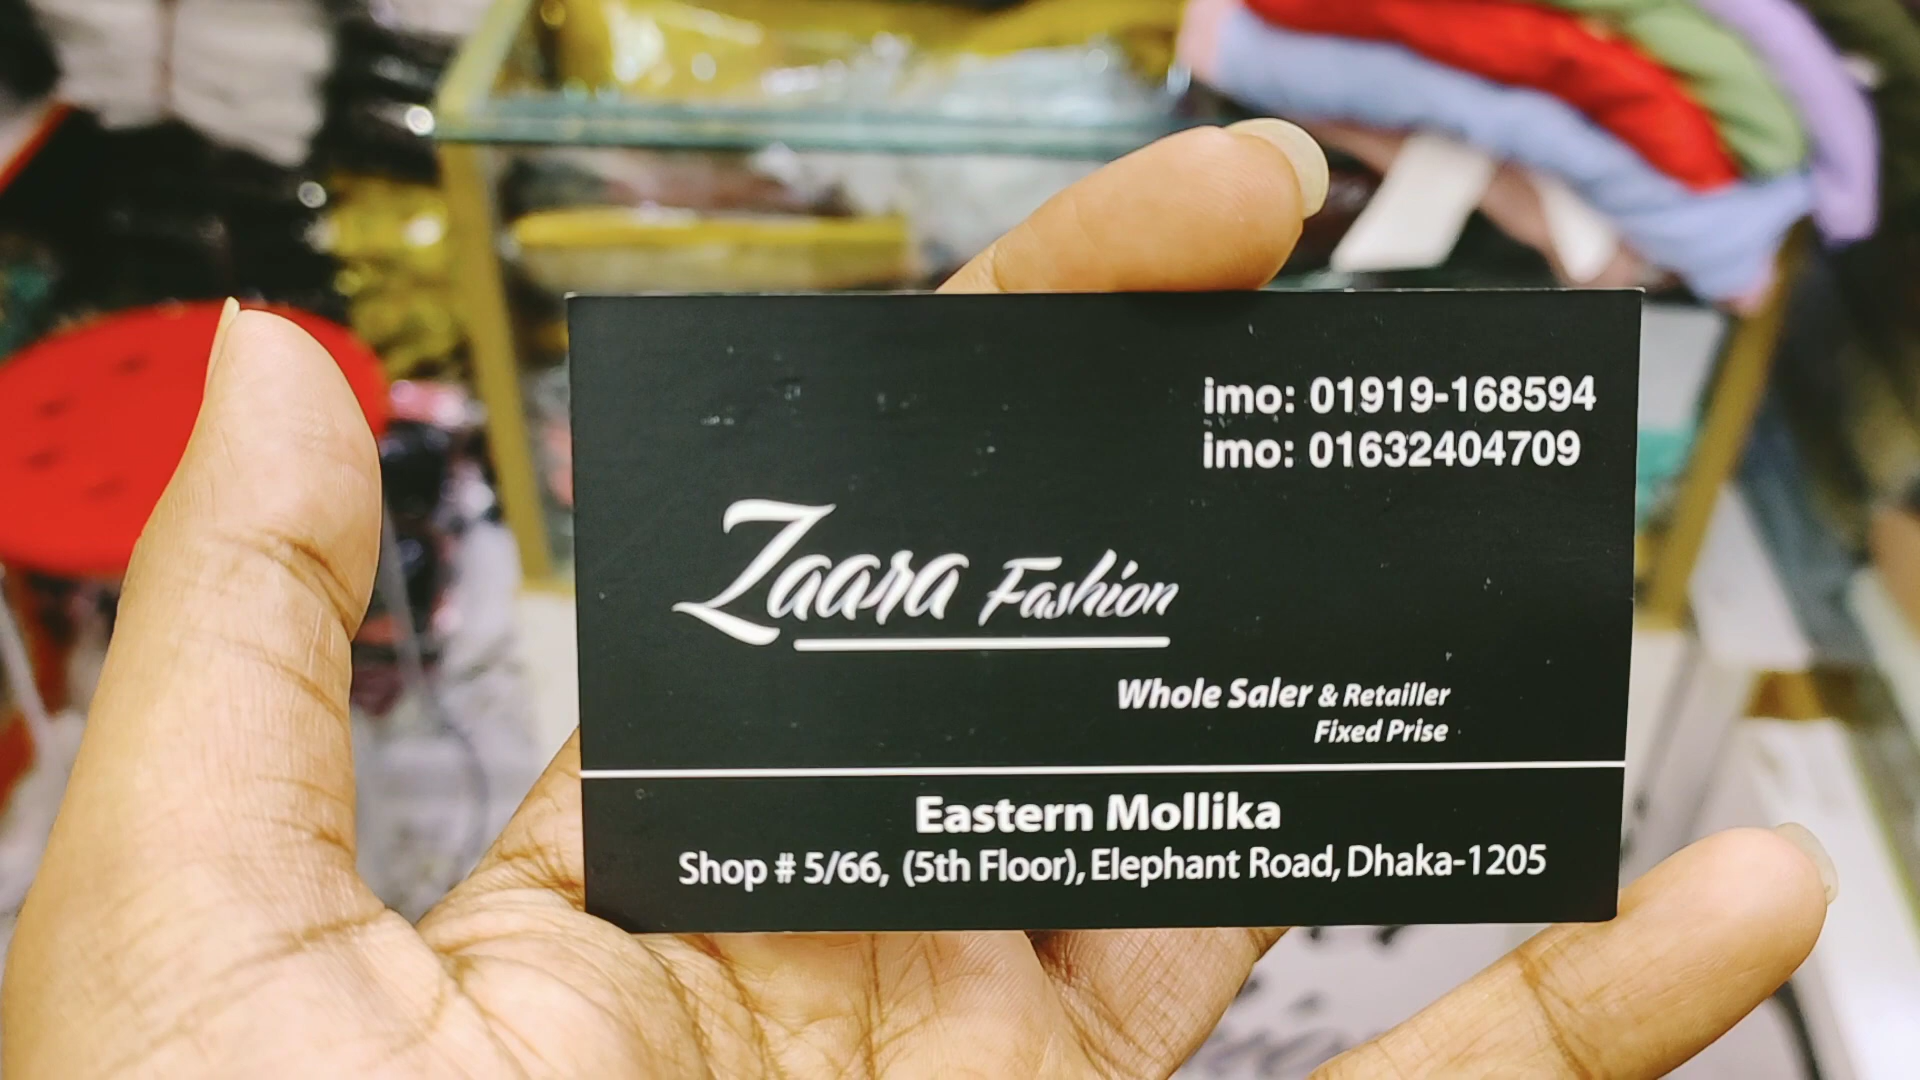 imo: 01919-168594
imo: 01632404709
Zaara Fashion
Whole Saler & Retailler
Fixed Prise
Eastern Mollika
Shop # 5/66, (5th Floor), Elephant Road, Dhaka-1205